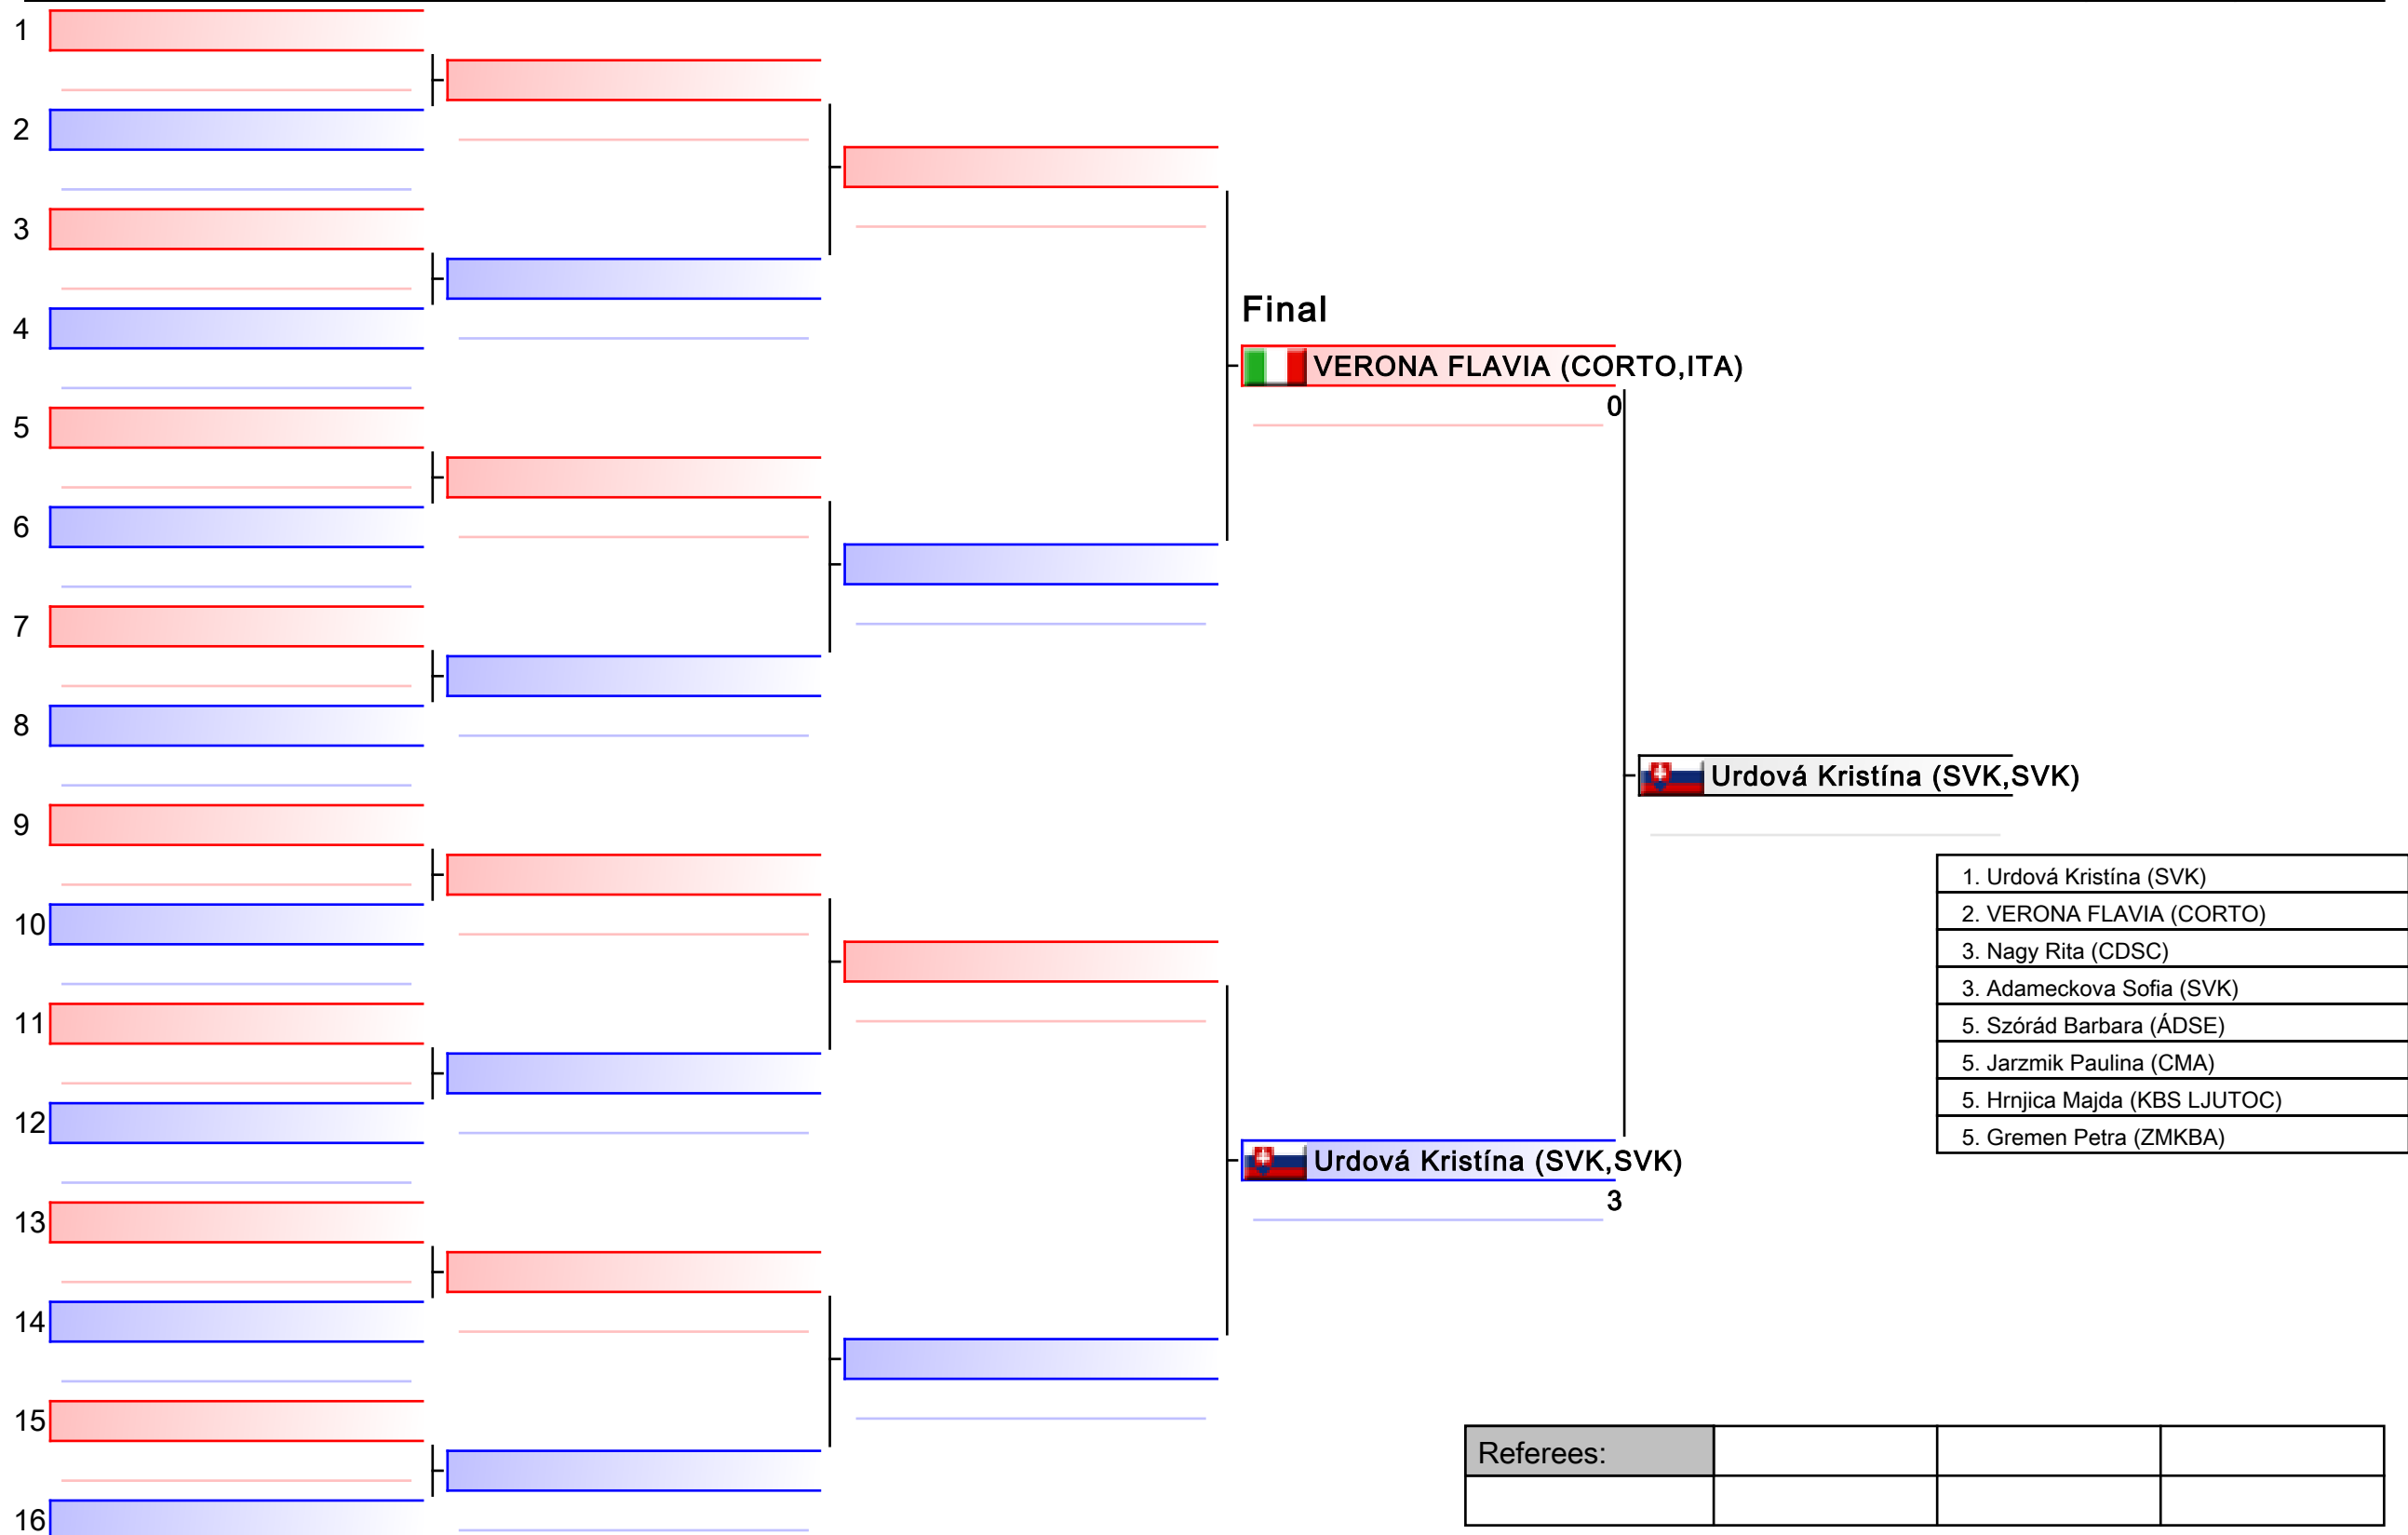 1
2
3
4
Final
VERONA FLAVIA (CORTO,ITA)
0
5
6
7
8
Urdová Kristína (SVK,SVK)
9
1. Urdová Kristína (SVK)
10
2. VERONA FLAVIA (CORTO)
3. Nagy Rita (CDSC)
3. Adameckova Sofia (SVK)
11
5. Szórád Barbara (ÁDSE)
5. Jarzmik Paulina (CMA)
5. Hrnjica Majda (KBS LJUTOC)
12
5. Gremen Petra (ZMKBA)
Urdová Kristína (SVK,SVK)
3
13
14
15
Referees:
16